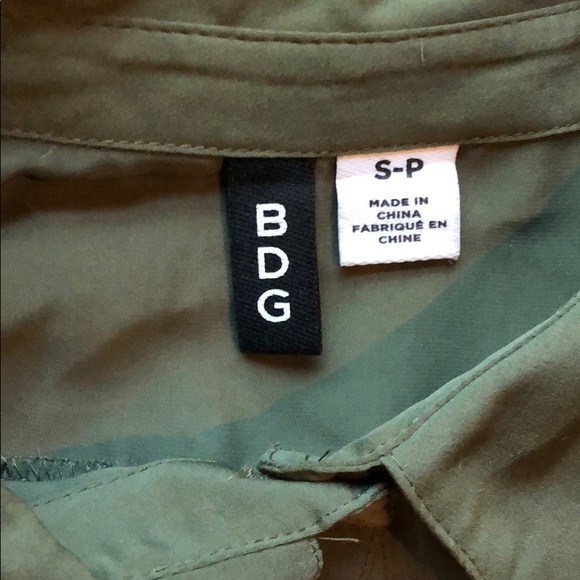 B
D
G
S-P
MADE IN
CHINA
FABRIQUÉ EN
CHINE